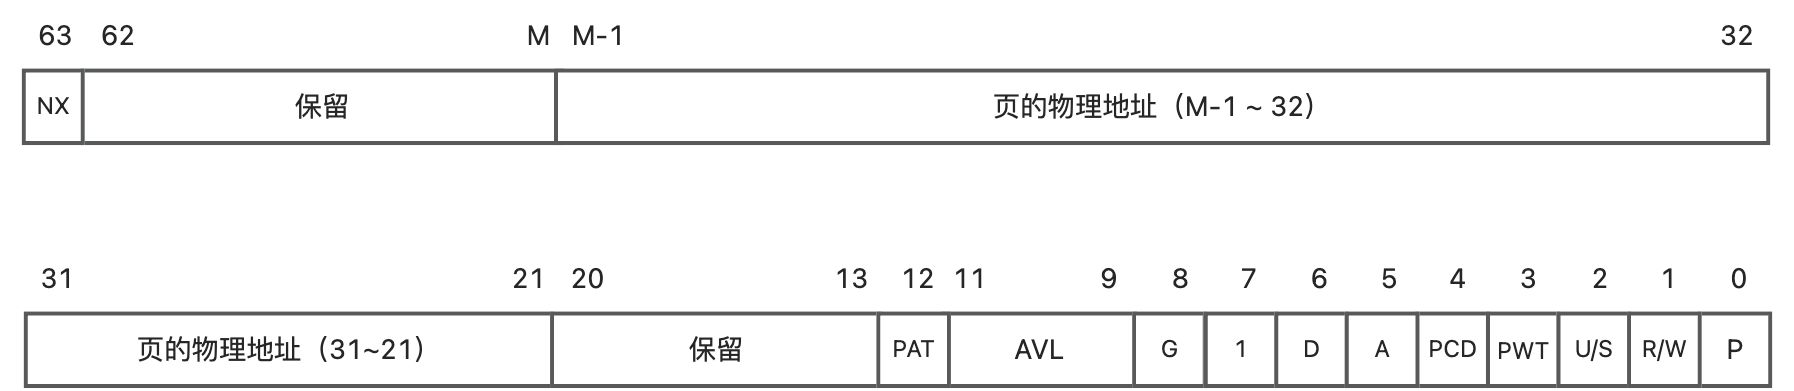 63 62 M M-1 32
NX 保留 页的物理地址（M-1 ~ 32）
31 21 20 13 12 11 9 8 7 6 5 4 3 2 1 0
页的物理地址（31~21） 保留 PAT AVL G 1 D A PCD PWT U/S R/W P